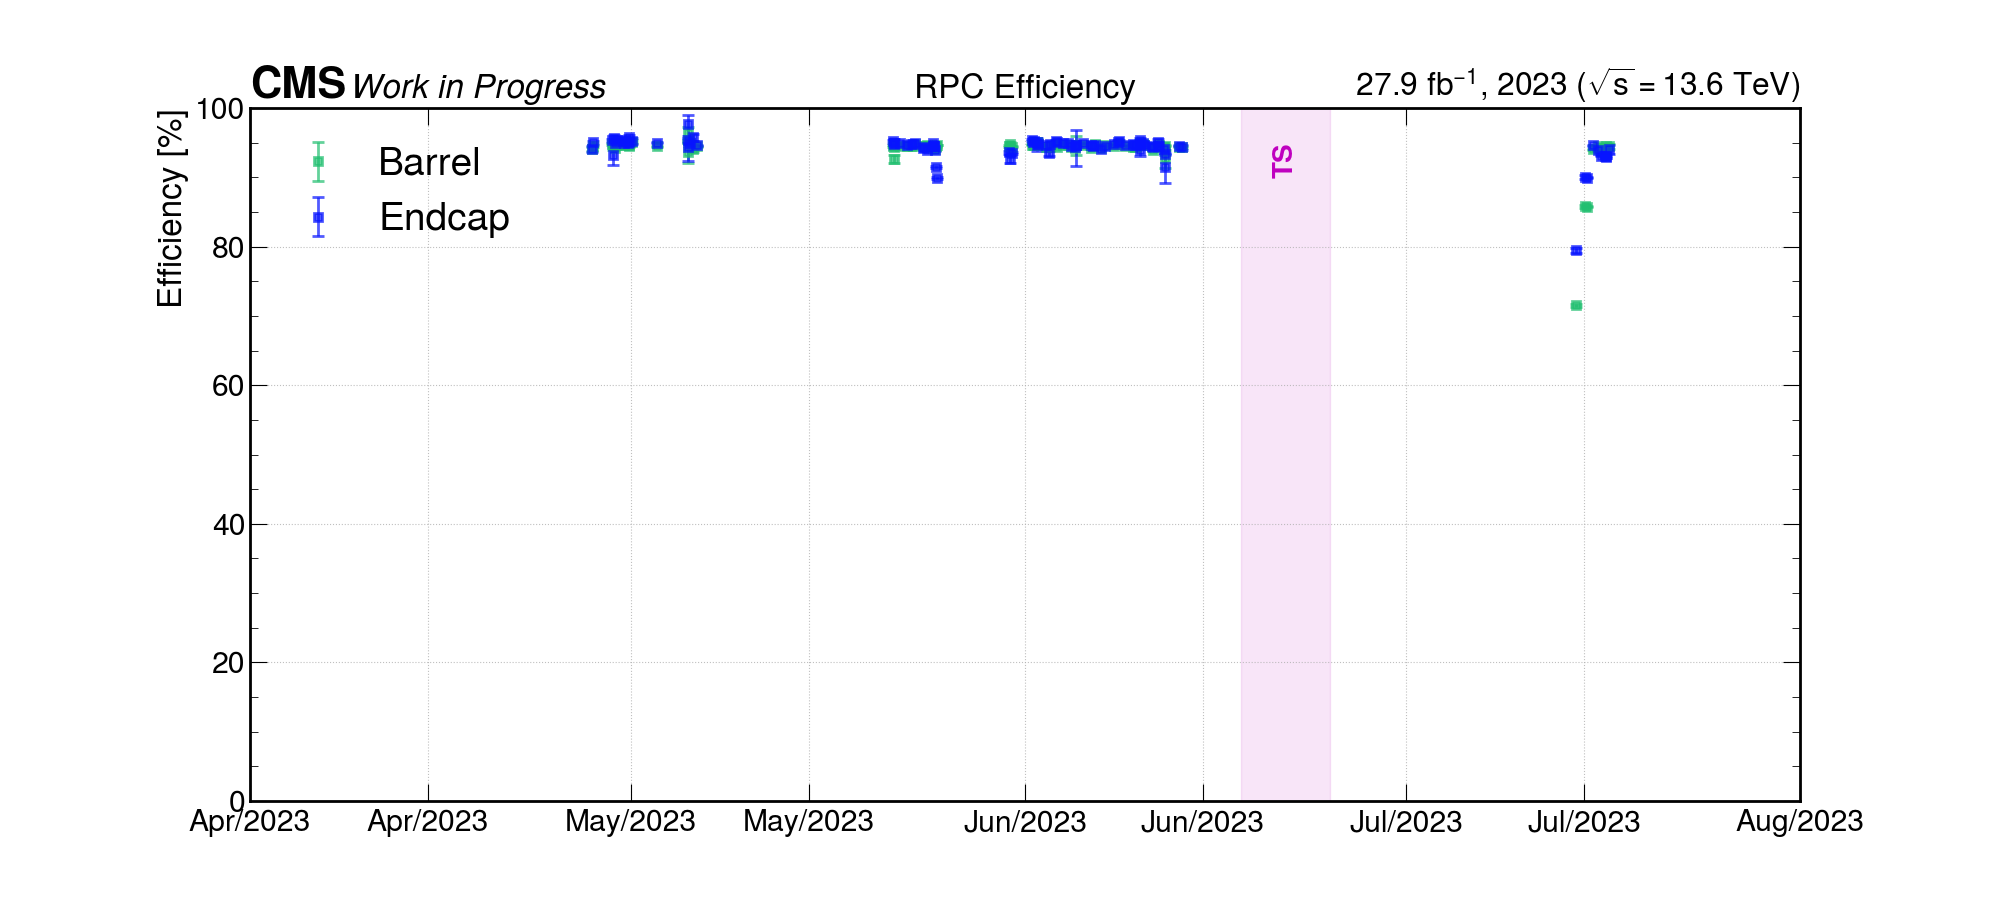 CMS Work in Progress RPC Efficiency 27.9 fb⁻¹, 2023 (√s = 13.6 TeV)
Efficiency [%]
100
80
60
40
20
0
Barrel
Endcap
TS
Apr/2023 Apr/2023 May/2023 May/2023 Jun/2023 Jun/2023 Jul/2023 Jul/2023 Aug/2023